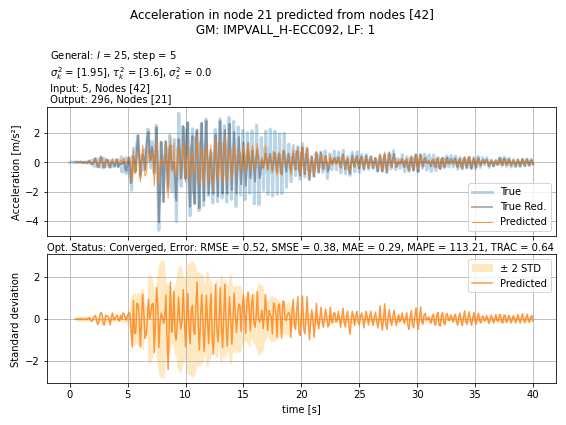 Acceleration in node 21 predicted from nodes [42]
GM: IMPVALL_H-ECC092, LF: 1
General: l = 25, step = 5
σ²ₖ = [1.95], τ²ₖ = [3.6], σ²ₑ = 0.0
Input: 5, Nodes [42]
Output: 296, Nodes [21]
Acceleration [m/s²]
2
0
−2
−4
True
True Red.
Predicted
Opt. Status: Converged, Error: RMSE = 0.52, SMSE = 0.38, MAE = 0.29, MAPE = 113.21, TRAC = 0.64
Standard deviation
2
0
−2
± 2 STD
Predicted
0 5 10 15 20 25 30 35 40
time [s]